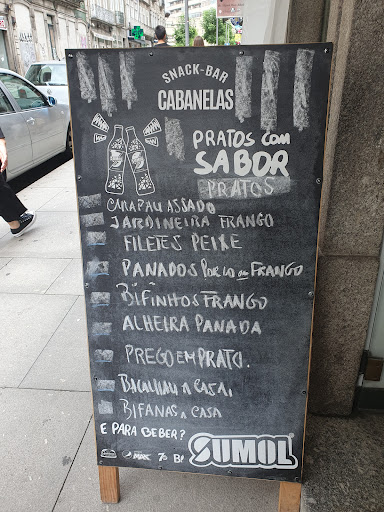 SNACK-BAR
CABANELAS
PRATOS COM
SABOR
PRATOS
CARAPAU ASSADO
JARDINEIRA FRANGO
FILETES PEIXE
PANADOS PORCO OU FRANGO
BIFINHOS FRANGO
ALHEIRA PANADA
PREGO EM PRATO.
BACALHAU A CASA,
BIFANAS A CASA
E PARA BEBER?
SUMOL